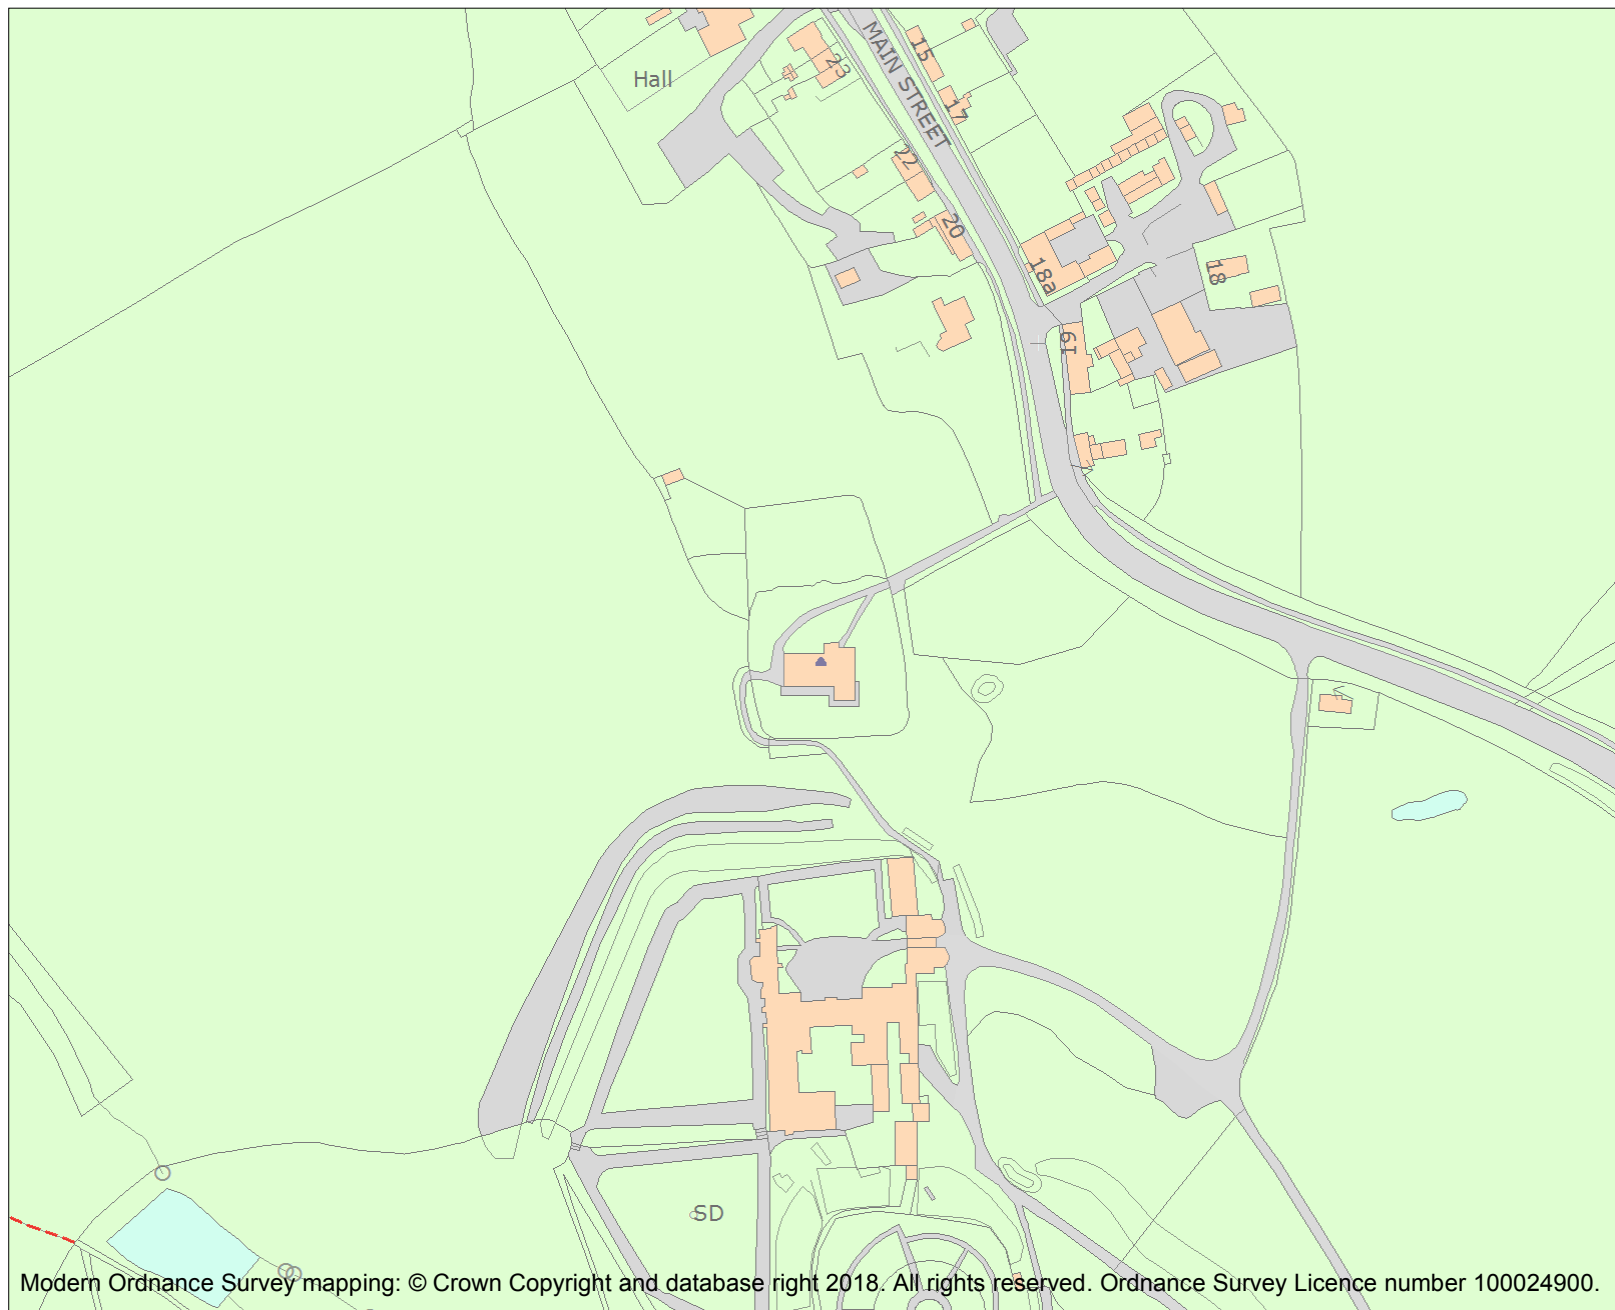 MAIN STREET
15
23
Hall
17
22
20
18a
18
19
SD
Modern Ordnance Survey mapping: © Crown Copyright and database right 2018. All rights reserved. Ordnance Survey Licence number 100024900.